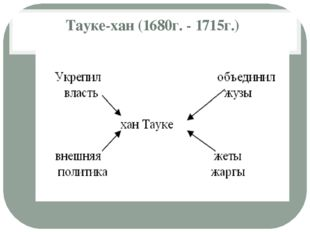 Тауке-хан (1680г. - 1715г.)
Укрепил власть
объединил жузы
хан Тауке
внешняя политика
жеты жаргы